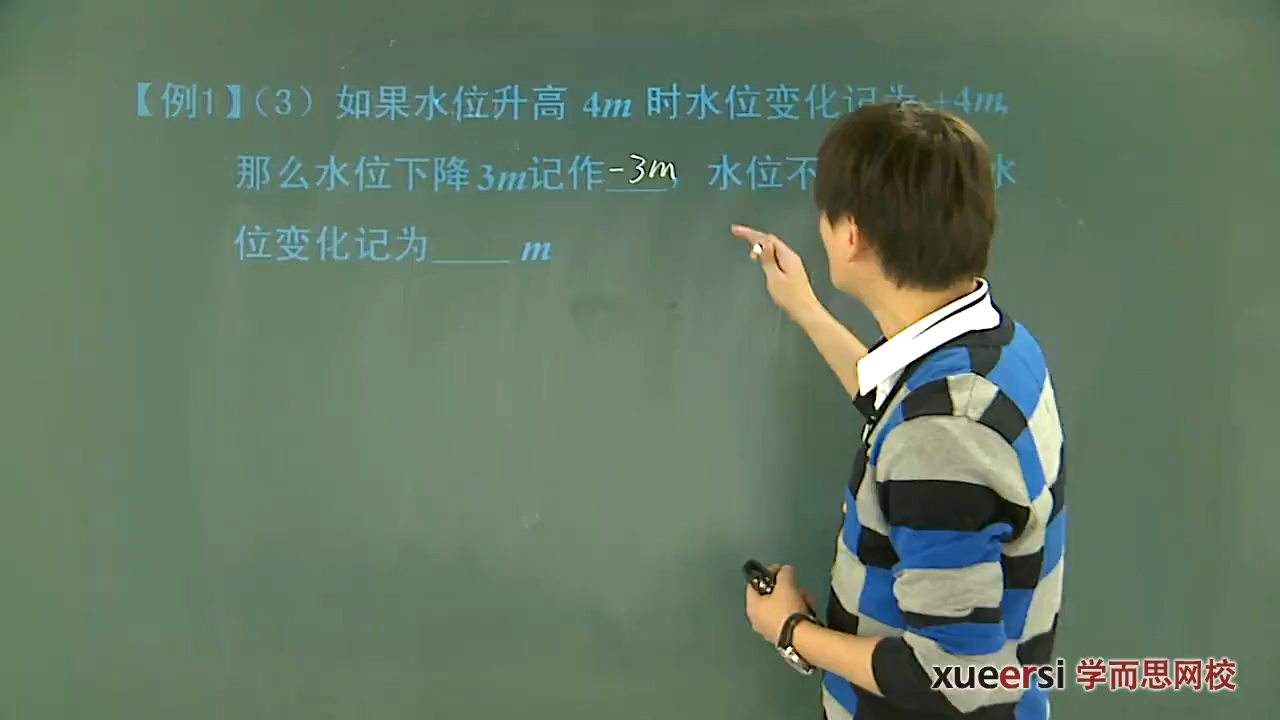 【例1】（3）如果水位升高 4m 时水位变化记为 +4m,
那么水位下降 3m记作-3m, 水位不 水
位变化记为____ m
xueersi 学而思网校